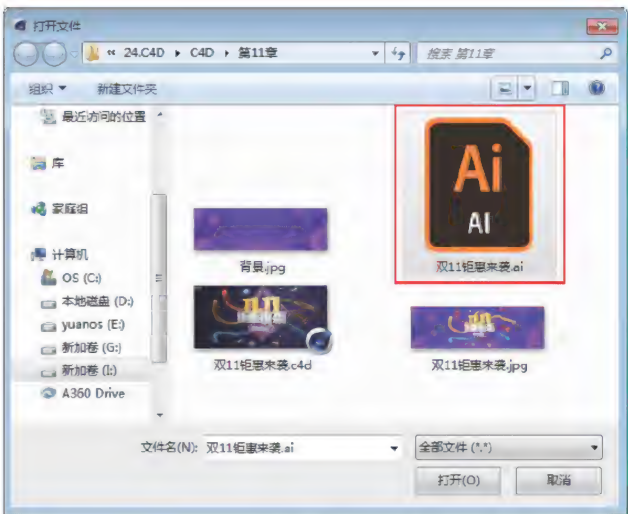 打开文件
« 24.C4D ▸ C4D ▸ 第11章
搜索 第11章
组织 ▼ 新建文件夹
最近访问的位置
库
家庭组
计算机
OS (C:)
本地磁盘 (D:)
yuanos (E:)
新加卷 (G:)
新加卷 (I:)
A360 Drive
背景.jpg
Ai
AI
双11钜惠来袭.ai
双11钜惠来袭.c4d
双11钜惠来袭.jpg
文件名(N): 双11钜惠来袭.ai
全部文件 (*.*)
打开(O) 取消